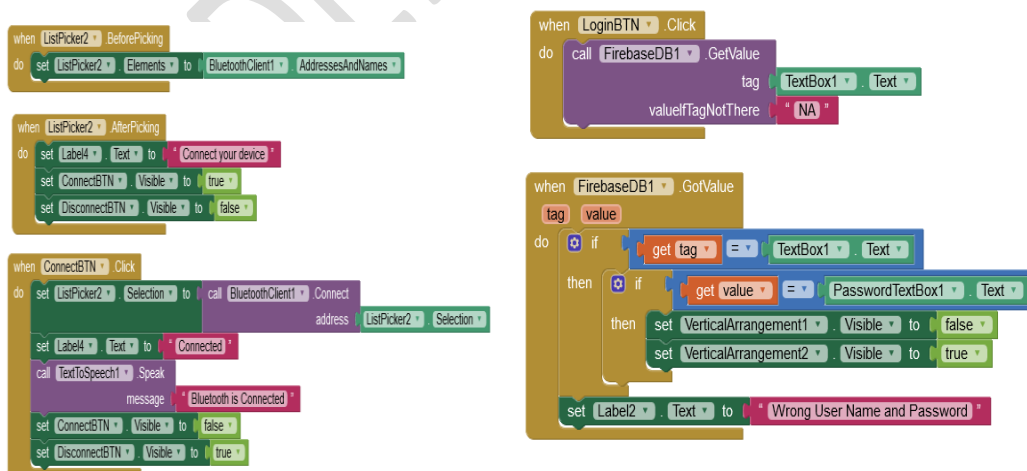 when ListPicker2 .BeforePicking
do set ListPicker2 . Elements to BluetoothClient1 . AddressesAndNames
when ListPicker2 .AfterPicking
do set Label4 . Text to " Connect your device "
set ConnectBTN . Visible to true
set DisconnectBTN . Visible to false
when ConnectBTN .Click
do set ListPicker2 . Selection to call BluetoothClient1 .Connect
address ListPicker2 . Selection
set Label4 . Text to " Connected "
call TextToSpeech1 .Speak
message " Bluetooth is Connected "
set ConnectBTN . Visible to false
set DisconnectBTN . Visible to true
when LoginBTN .Click
do call FirebaseDB1 .GetValue
tag TextBox1 . Text
valueIfTagNotThere " NA "
when FirebaseDB1 .GotValue
tag value
do if get tag = TextBox1 . Text
then if get value = PasswordTextBox1 . Text
then set VerticalArrangement1 . Visible to false
set VerticalArrangement2 . Visible to true
set Label2 . Text to " Wrong User Name and Password "